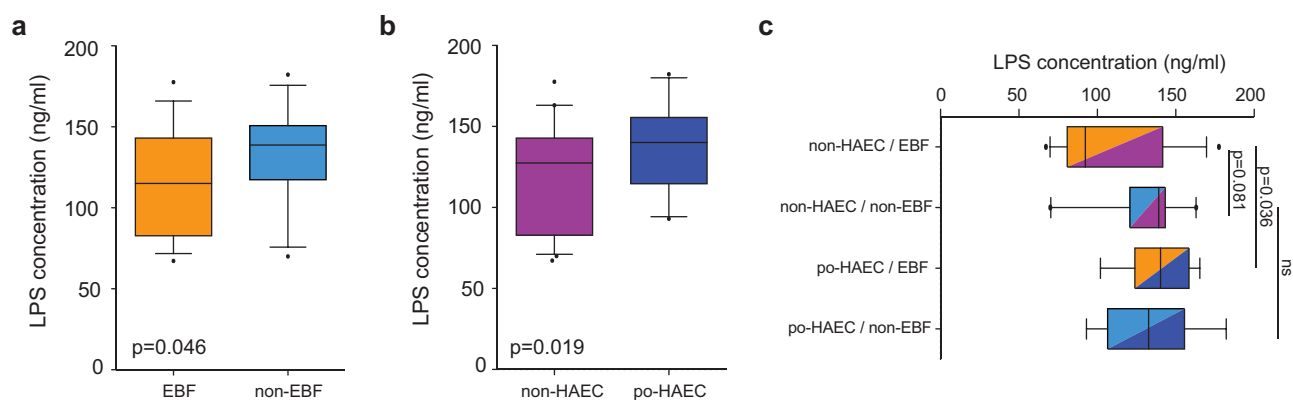 a
LPS concentration (ng/ml)
200
150
100
50
0
p=0.046
EBF
non-EBF
b
LPS concentration (ng/ml)
200
150
100
50
0
p=0.019
non-HAEC
po-HAEC
c
LPS concentration (ng/ml)
0
50
100
150
200
non-HAEC / EBF
non-HAEC / non-EBF
po-HAEC / EBF
po-HAEC / non-EBF
p=0.081
p=0.036
ns